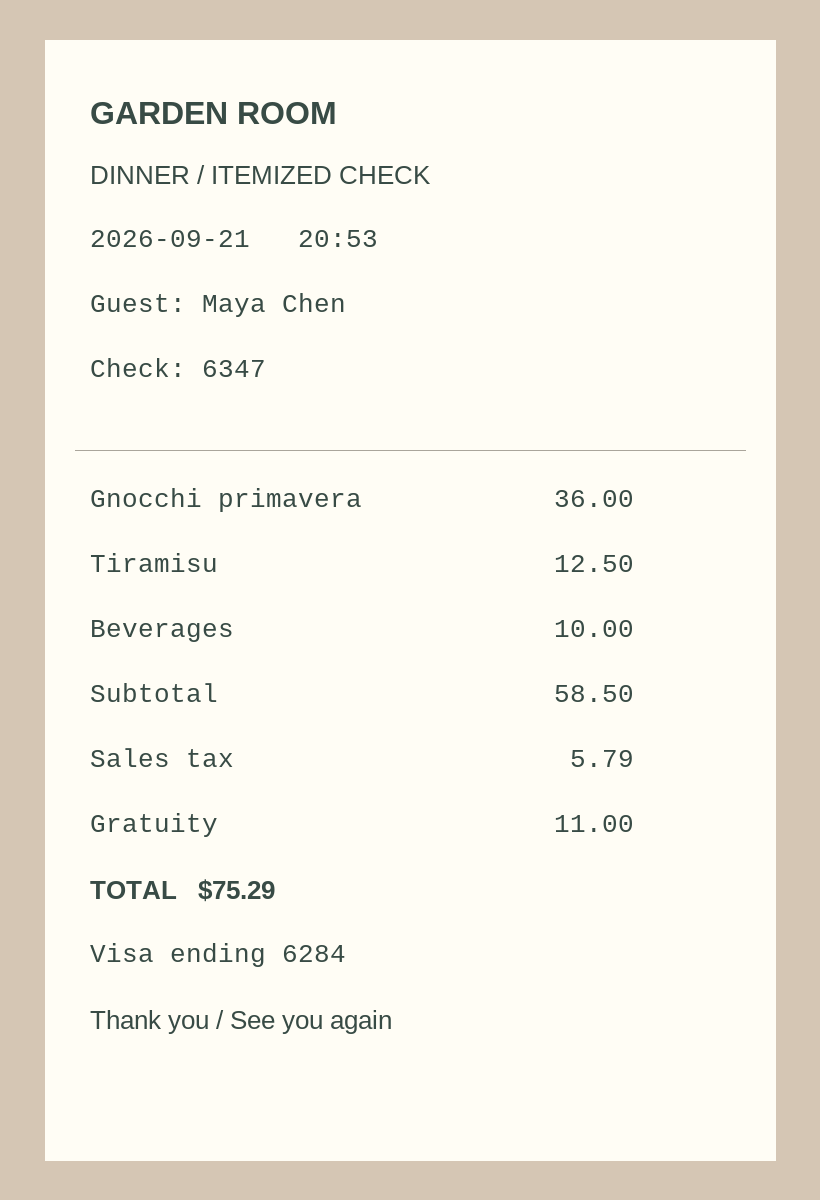 GARDEN ROOM
DINNER / ITEMIZED CHECK
2026-09-21 20:53
Guest: Maya Chen
Check: 6347
Gnocchi primavera 36.00
Tiramisu 12.50
Beverages 10.00
Subtotal 58.50
Sales tax 5.79
Gratuity 11.00
TOTAL $75.29
Visa ending 6284
Thank you / See you again